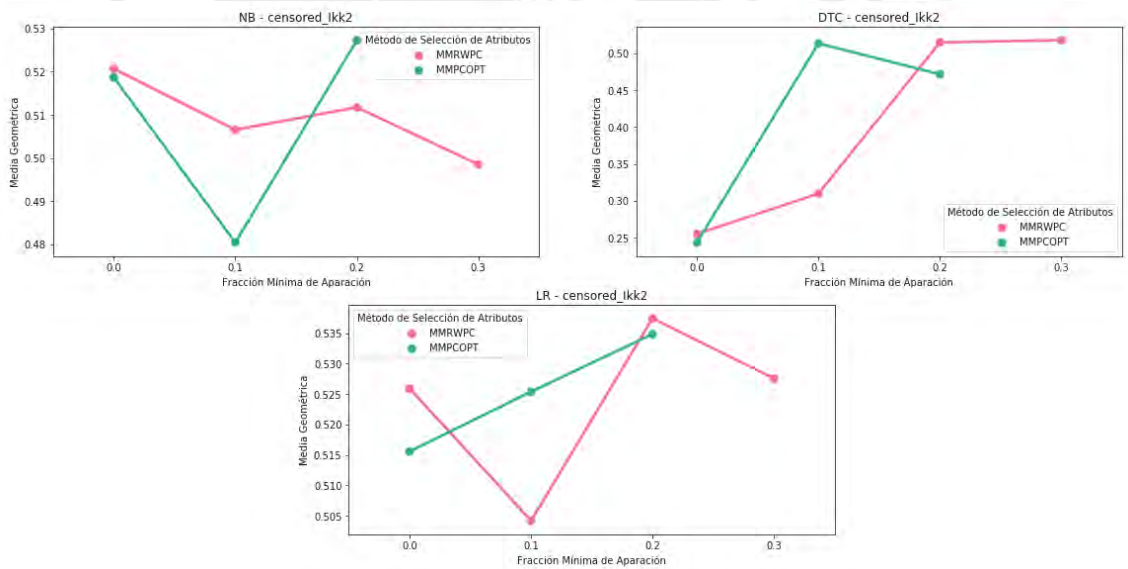 NB - censored_Ikk2
Media Geométrica
0.53
0.52
0.51
0.50
0.49
0.48
Método de Selección de Atributos
MMRWPC
MMPCOPT
0.0 0.1 0.2 0.3
Fracción Mínima de Aparación
DTC - censored_Ikk2
Media Geométrica
0.50
0.45
0.40
0.35
0.30
0.25
Método de Selección de Atributos
MMRWPC
MMPCOPT
0.0 0.1 0.2 0.3
Fracción Mínima de Aparación
LR - censored_Ikk2
Media Geométrica
0.535
0.530
0.525
0.520
0.515
0.510
0.505
Método de Selección de Atributos
MMRWPC
MMPCOPT
0.0 0.1 0.2 0.3
Fracción Mínima de Aparación